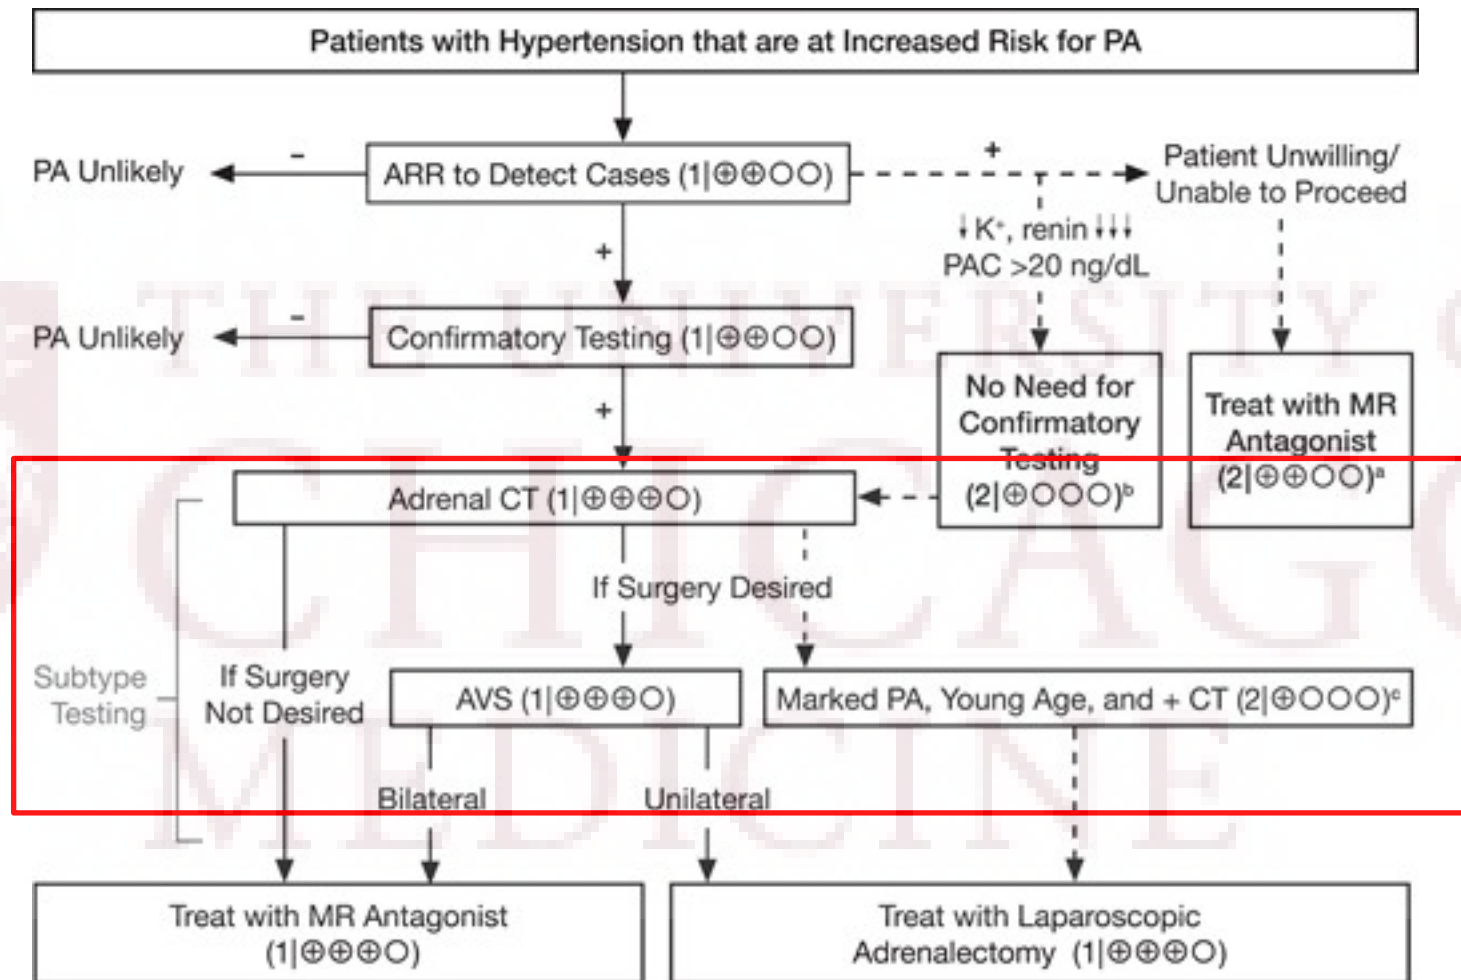 Patients with Hypertension that are at Increased Risk for PA
PA Unlikely
–
ARR to Detect Cases (1|⊕⊕○○)
+
Patient Unwilling/
Unable to Proceed
+
↓K⁺, renin ↓↓↓
PAC >20 ng/dL
PA Unlikely
–
Confirmatory Testing (1|⊕⊕○○)
+
No Need for
Confirmatory
Testing
(2|⊕○○○)ᵇ
Treat with MR
Antagonist
(2|⊕⊕○○)ᵃ
Adrenal CT (1|⊕⊕⊕○)
If Surgery Desired
Subtype
Testing
If Surgery
Not Desired
AVS (1|⊕⊕⊕○)
Marked PA, Young Age, and + CT (2|⊕○○○)ᶜ
Bilateral
Unilateral
Treat with MR Antagonist
(1|⊕⊕⊕○)
Treat with Laparoscopic
Adrenalectomy (1|⊕⊕⊕○)
THE UNIVERSITY O
CHICAGO
MEDICINE